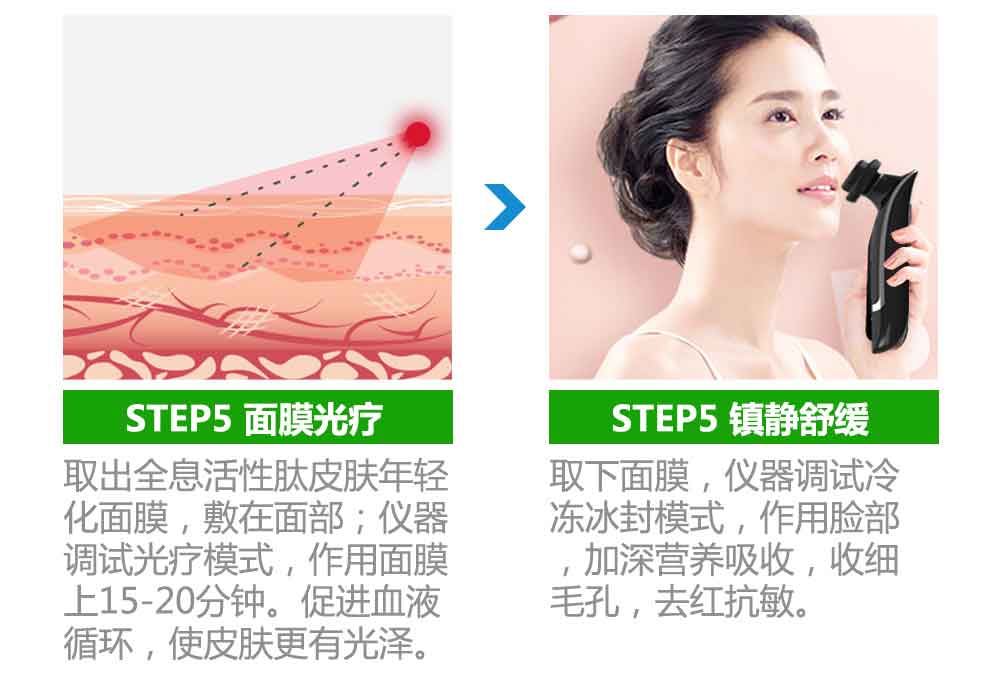 STEP5 面膜光疗
取出全息活性肽皮肤年轻
化面膜，敷在面部；仪器
调试光疗模式，作用面膜
上15-20分钟。促进血液
循环，使皮肤更有光泽。
STEP5 镇静舒缓
取下面膜，仪器调试冷
冻冰封模式，作用脸部
，加深营养吸收，收细
毛孔，去红抗敏。